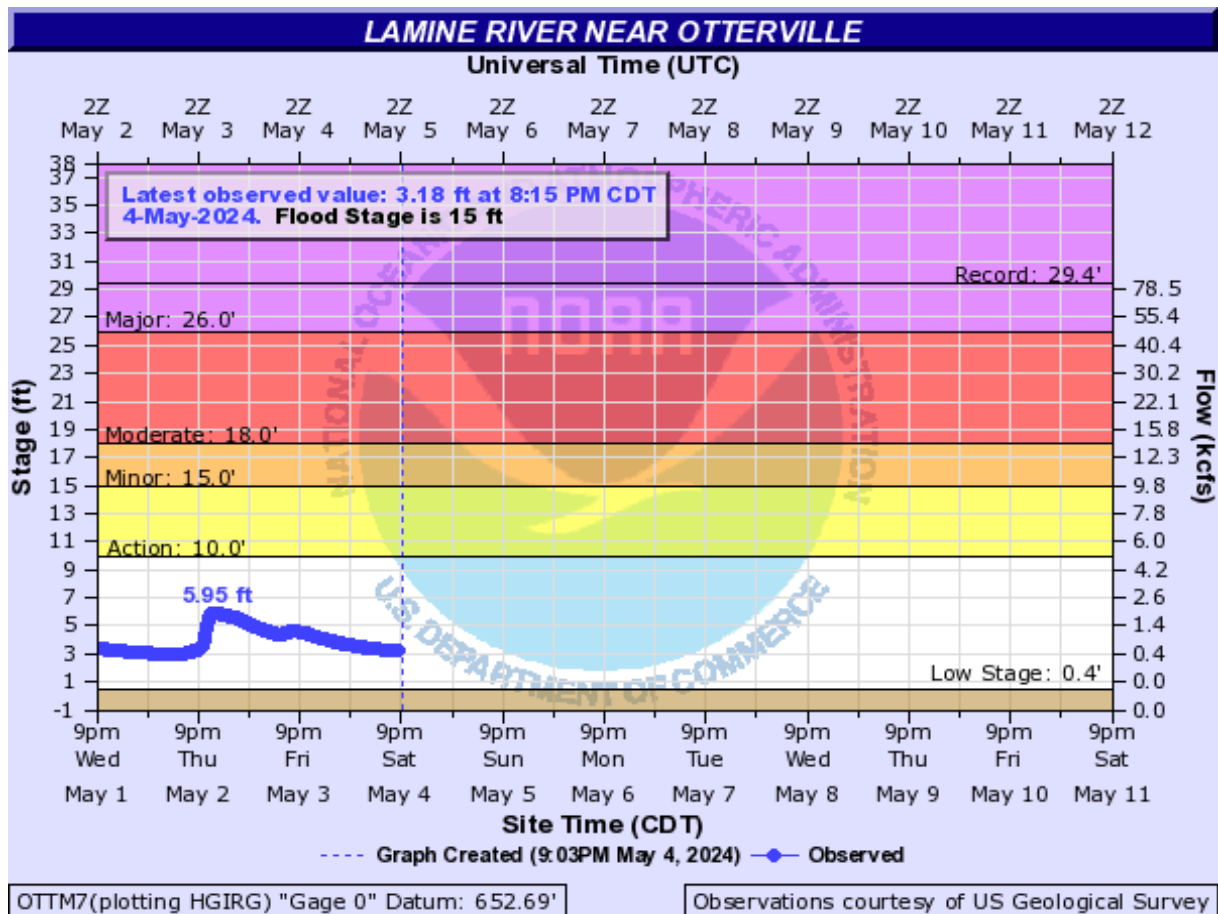 LAMINE RIVER NEAR OTTERVILLE
Universal Time (UTC)
2Z 2Z 2Z 2Z 2Z 2Z 2Z 2Z 2Z 2Z 2Z
May 2 May 3 May 4 May 5 May 6 May 7 May 8 May 9 May 10 May 11 May 12
Latest observed value: 3.18 ft at 8:15 PM CDT
4-May-2024. Flood Stage is 15 ft
38
37
35
33
31
29
27
25
23
21
19
17
15
13
11
9
7
5
3
1
-1
Stage (ft)
Record: 29.4'
Major: 26.0'
Moderate: 18.0'
Minor: 15.0'
Action: 10.0'
5.95 ft
Low Stage: 0.4'
NATIONAL OCEANIC AND ATMOSPHERIC ADMINISTRATION
NOAA
U.S. DEPARTMENT OF COMMERCE
78.5
55.4
40.4
30.2
22.1
15.8
12.3
9.8
7.8
6.0
4.2
2.6
1.4
0.4
0.0
0.0
Flow (kcfs)
9pm 9pm 9pm 9pm 9pm 9pm 9pm 9pm 9pm 9pm 9pm
Wed Thu Fri Sat Sun Mon Tue Wed Thu Fri Sat
May 1 May 2 May 3 May 4 May 5 May 6 May 7 May 8 May 9 May 10 May 11
Site Time (CDT)
Graph Created (9:03PM May 4, 2024) Observed
OTTM7(plotting HGIRG) "Gage 0" Datum: 652.69'
Observations courtesy of US Geological Survey